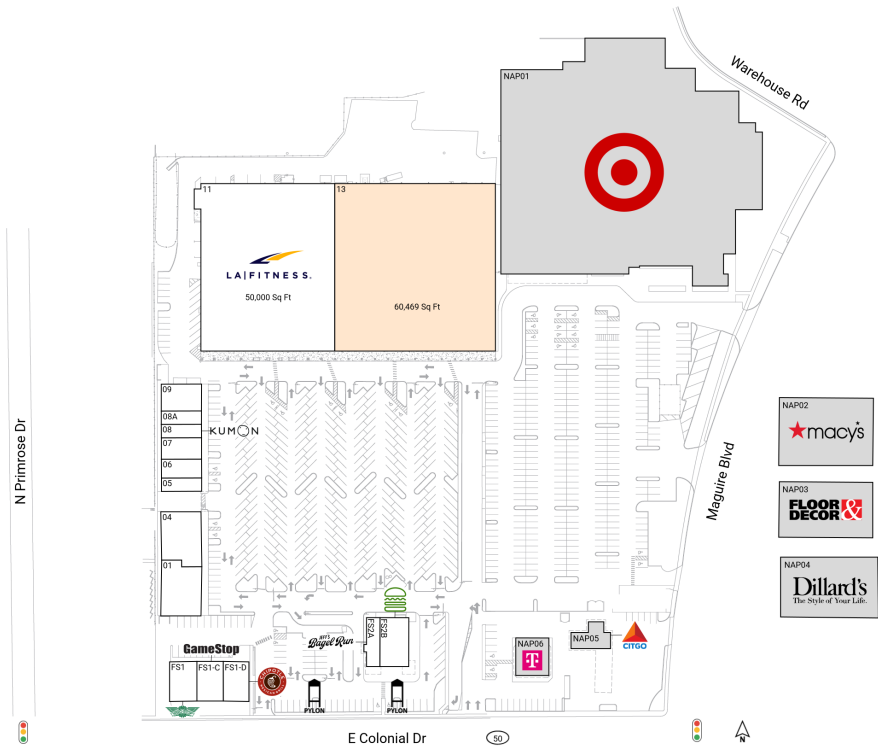 NAP01
Warehouse Rd
11
13
LA|FITNESS.
50,000 Sq Ft
60,469 Sq Ft
09
08A
08
KUMON
07
06
05
04
01
N Primrose Dr
Maguire Blvd
NAP02
macy's
NAP03
FLOOR &
DECOR
NAP04
Dillard's
The Style of Your Life.
FS2A
FS2B
Jeff's
Bagel Run
GameStop
FS1
FS1-C
FS1-D
CHIPOTLE
PYLON
PYLON
NAP06
T
NAP05
CITGO
E Colonial Dr
50
N